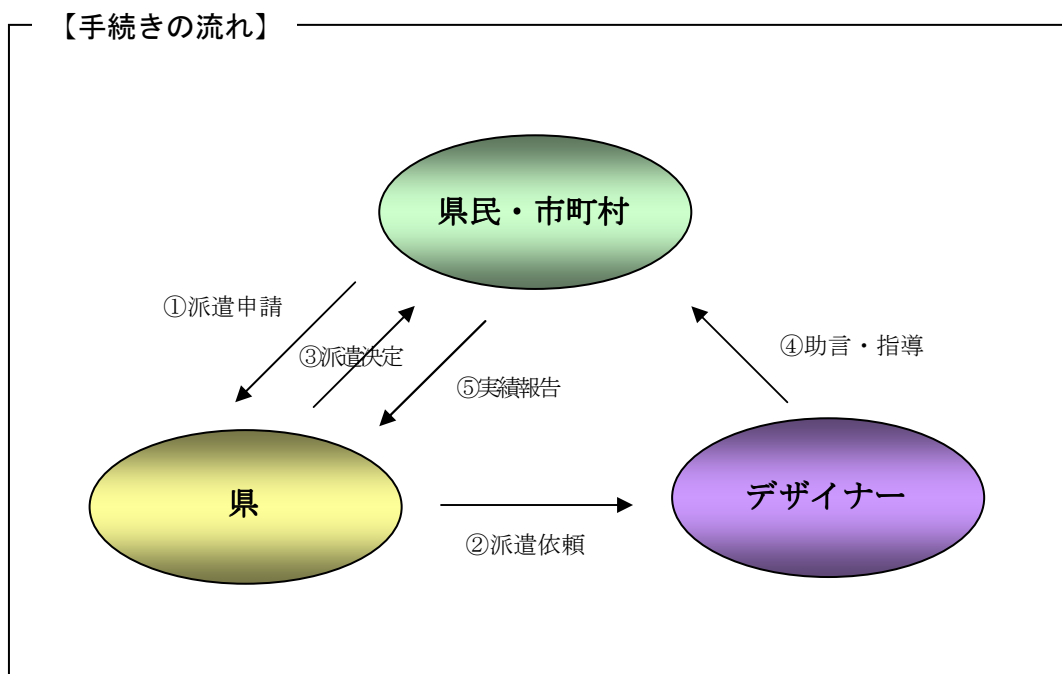 【手続きの流れ】
県民・市町村
①派遣申請
③派遣決定
④助言・指導
⑤実績報告
県
デザイナー
②派遣依頼